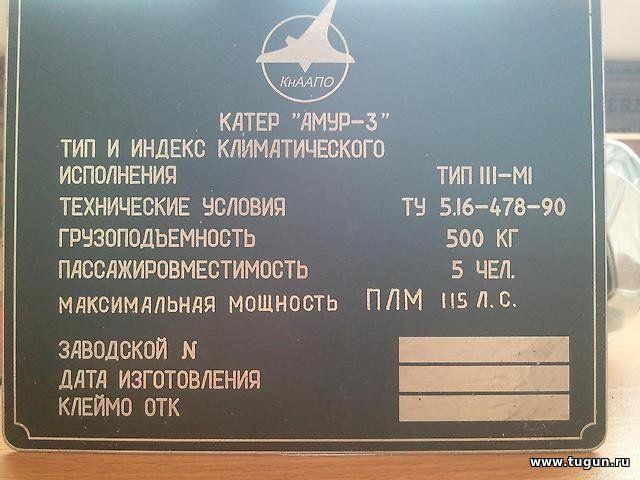 КнААПО
КАТЕР "АМУР-3"
ТИП И ИНДЕКС КЛИМАТИЧЕСКОГО
ИСПОЛНЕНИЯ ТИП III-М1
ТЕХНИЧЕСКИЕ УСЛОВИЯ ТУ 5.16-478-90
ГРУЗОПОДЪЕМНОСТЬ 500 КГ
ПАССАЖИРОВМЕСТИМОСТЬ 5 ЧЕЛ.
МАКСИМАЛЬНАЯ МОЩНОСТЬ ПЛМ 115 Л.С.
ЗАВОДСКОЙ N
ДАТА ИЗГОТОВЛЕНИЯ
КЛЕЙМО ОТК
www.tugun.ru